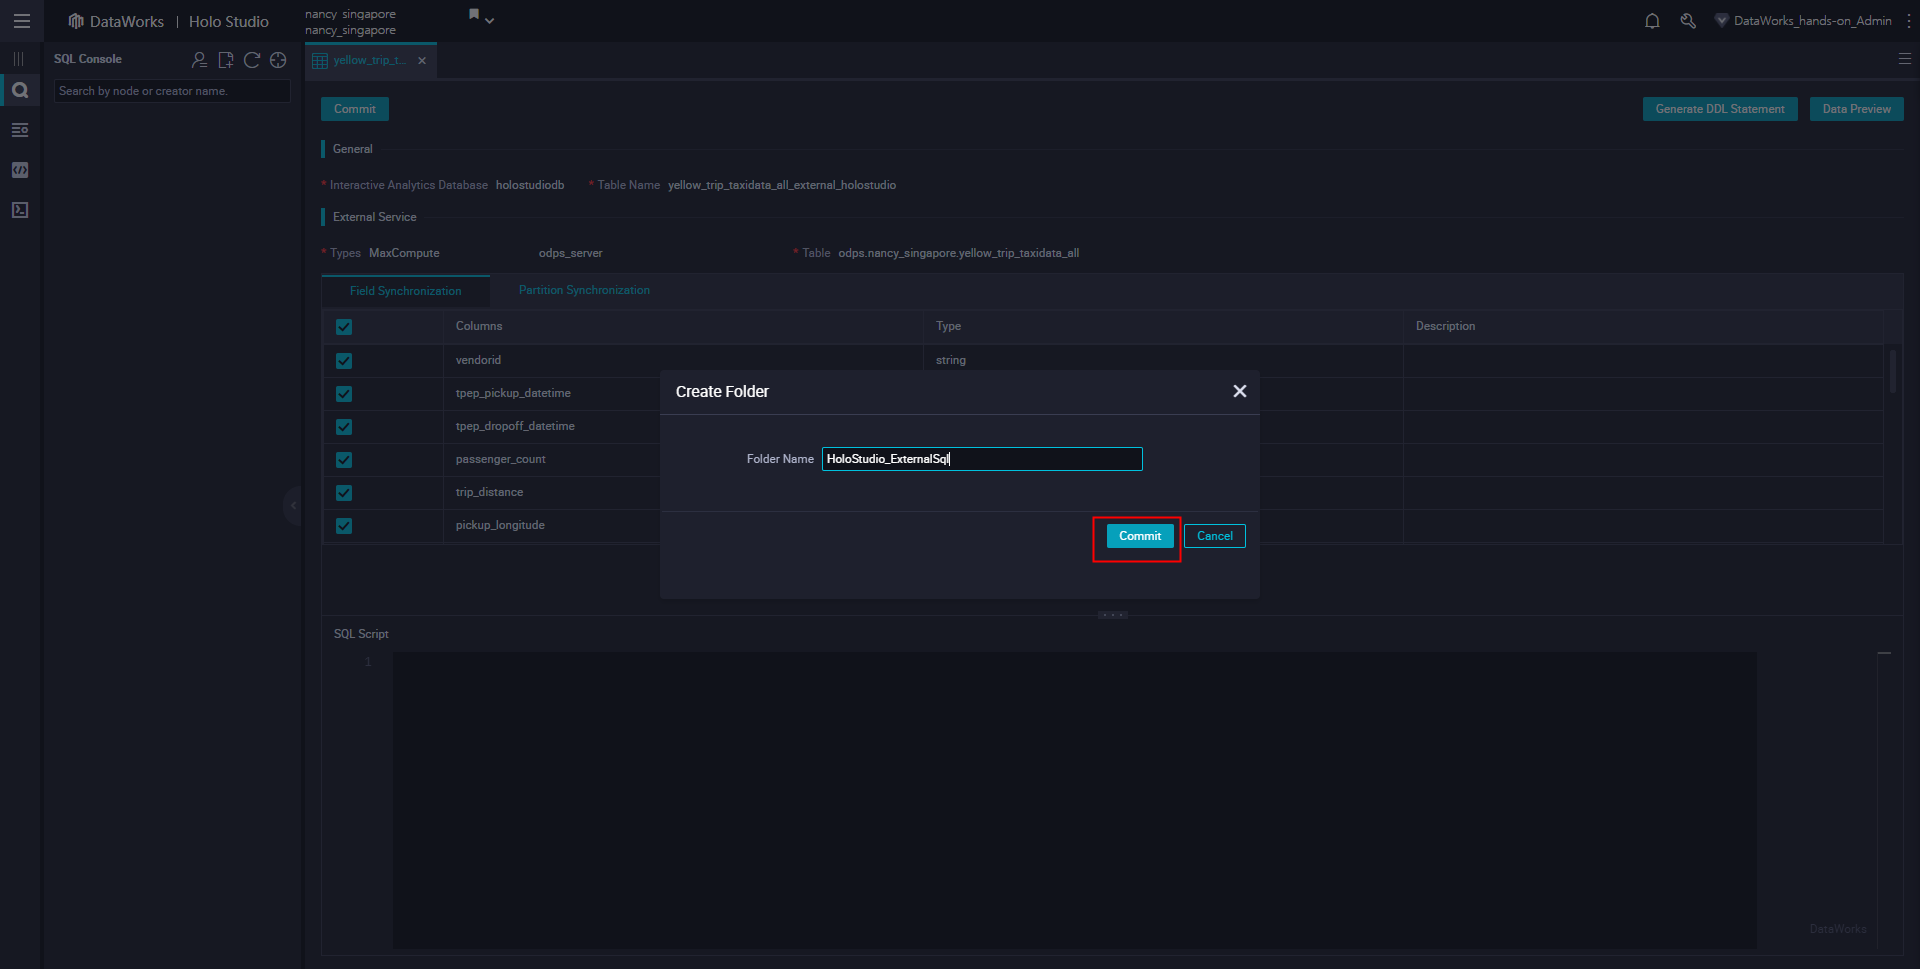 DataWorks | Holo Studio
nancy_singapore
nancy_singapore
DataWorks_hands-on_Admin
SQL Console
yellow_trip_t...
Search by node or creator name.
Commit
Generate DDL Statement
Data Preview
General
* Interactive Analytics Database holostudiodb * Table Name yellow_trip_taxidata_all_external_holostudio
External Service
* Types MaxCompute odps_server * Table odps.nancy_singapore.yellow_trip_taxidata_all
Field Synchronization Partition Synchronization
Columns Type Description
vendorid string
tpep_pickup_datetime
tpep_dropoff_datetime
passenger_count
trip_distance
pickup_longitude
Create Folder
Folder Name HoloStudio_ExternalSql
Commit Cancel
SQL Script
1
DataWorks